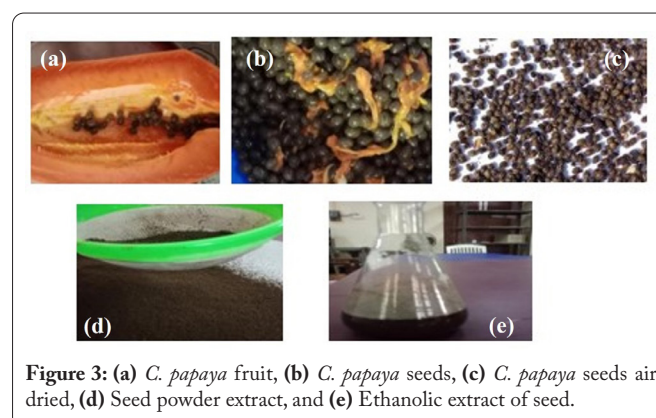 (a) (b) (c)
(d) (e)
Figure 3: (a) C. papaya fruit, (b) C. papaya seeds, (c) C. papaya seeds air
dried, (d) Seed powder extract, and (e) Ethanolic extract of seed.